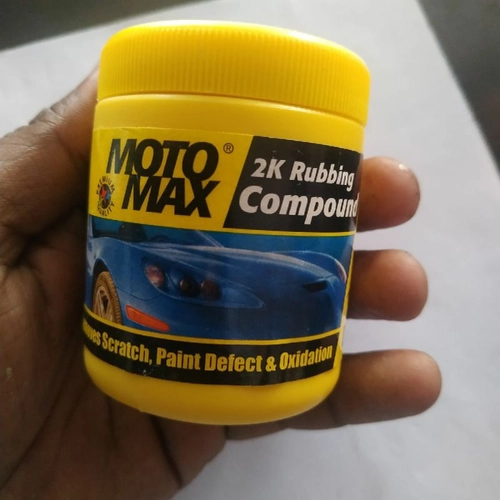 MOTO ®
MAX
2K Rubbing
Compound
Scratch, Paint Defect & Oxidation